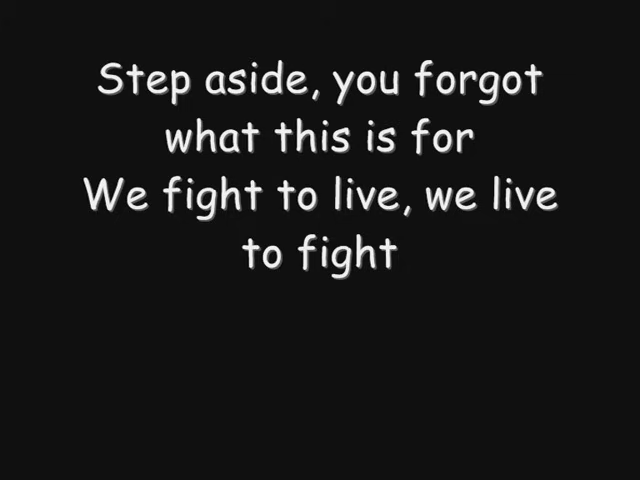 Step aside, you forgot
what this is for
We fight to live, we live
to fight